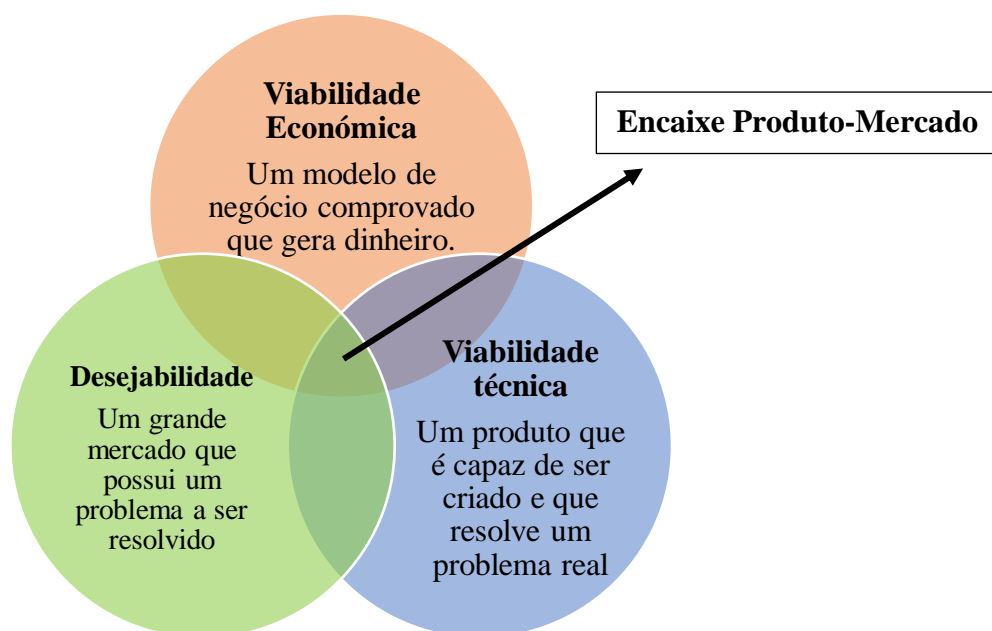 Viabilidade
Económica
Um modelo de
negócio comprovado
que gera dinheiro.
Encaixe Produto-Mercado
Desejabilidade
Um grande
mercado que
possui um
problema a ser
resolvido
Viabilidade
técnica
Um produto que
é capaz de ser
criado e que
resolve um
problema real